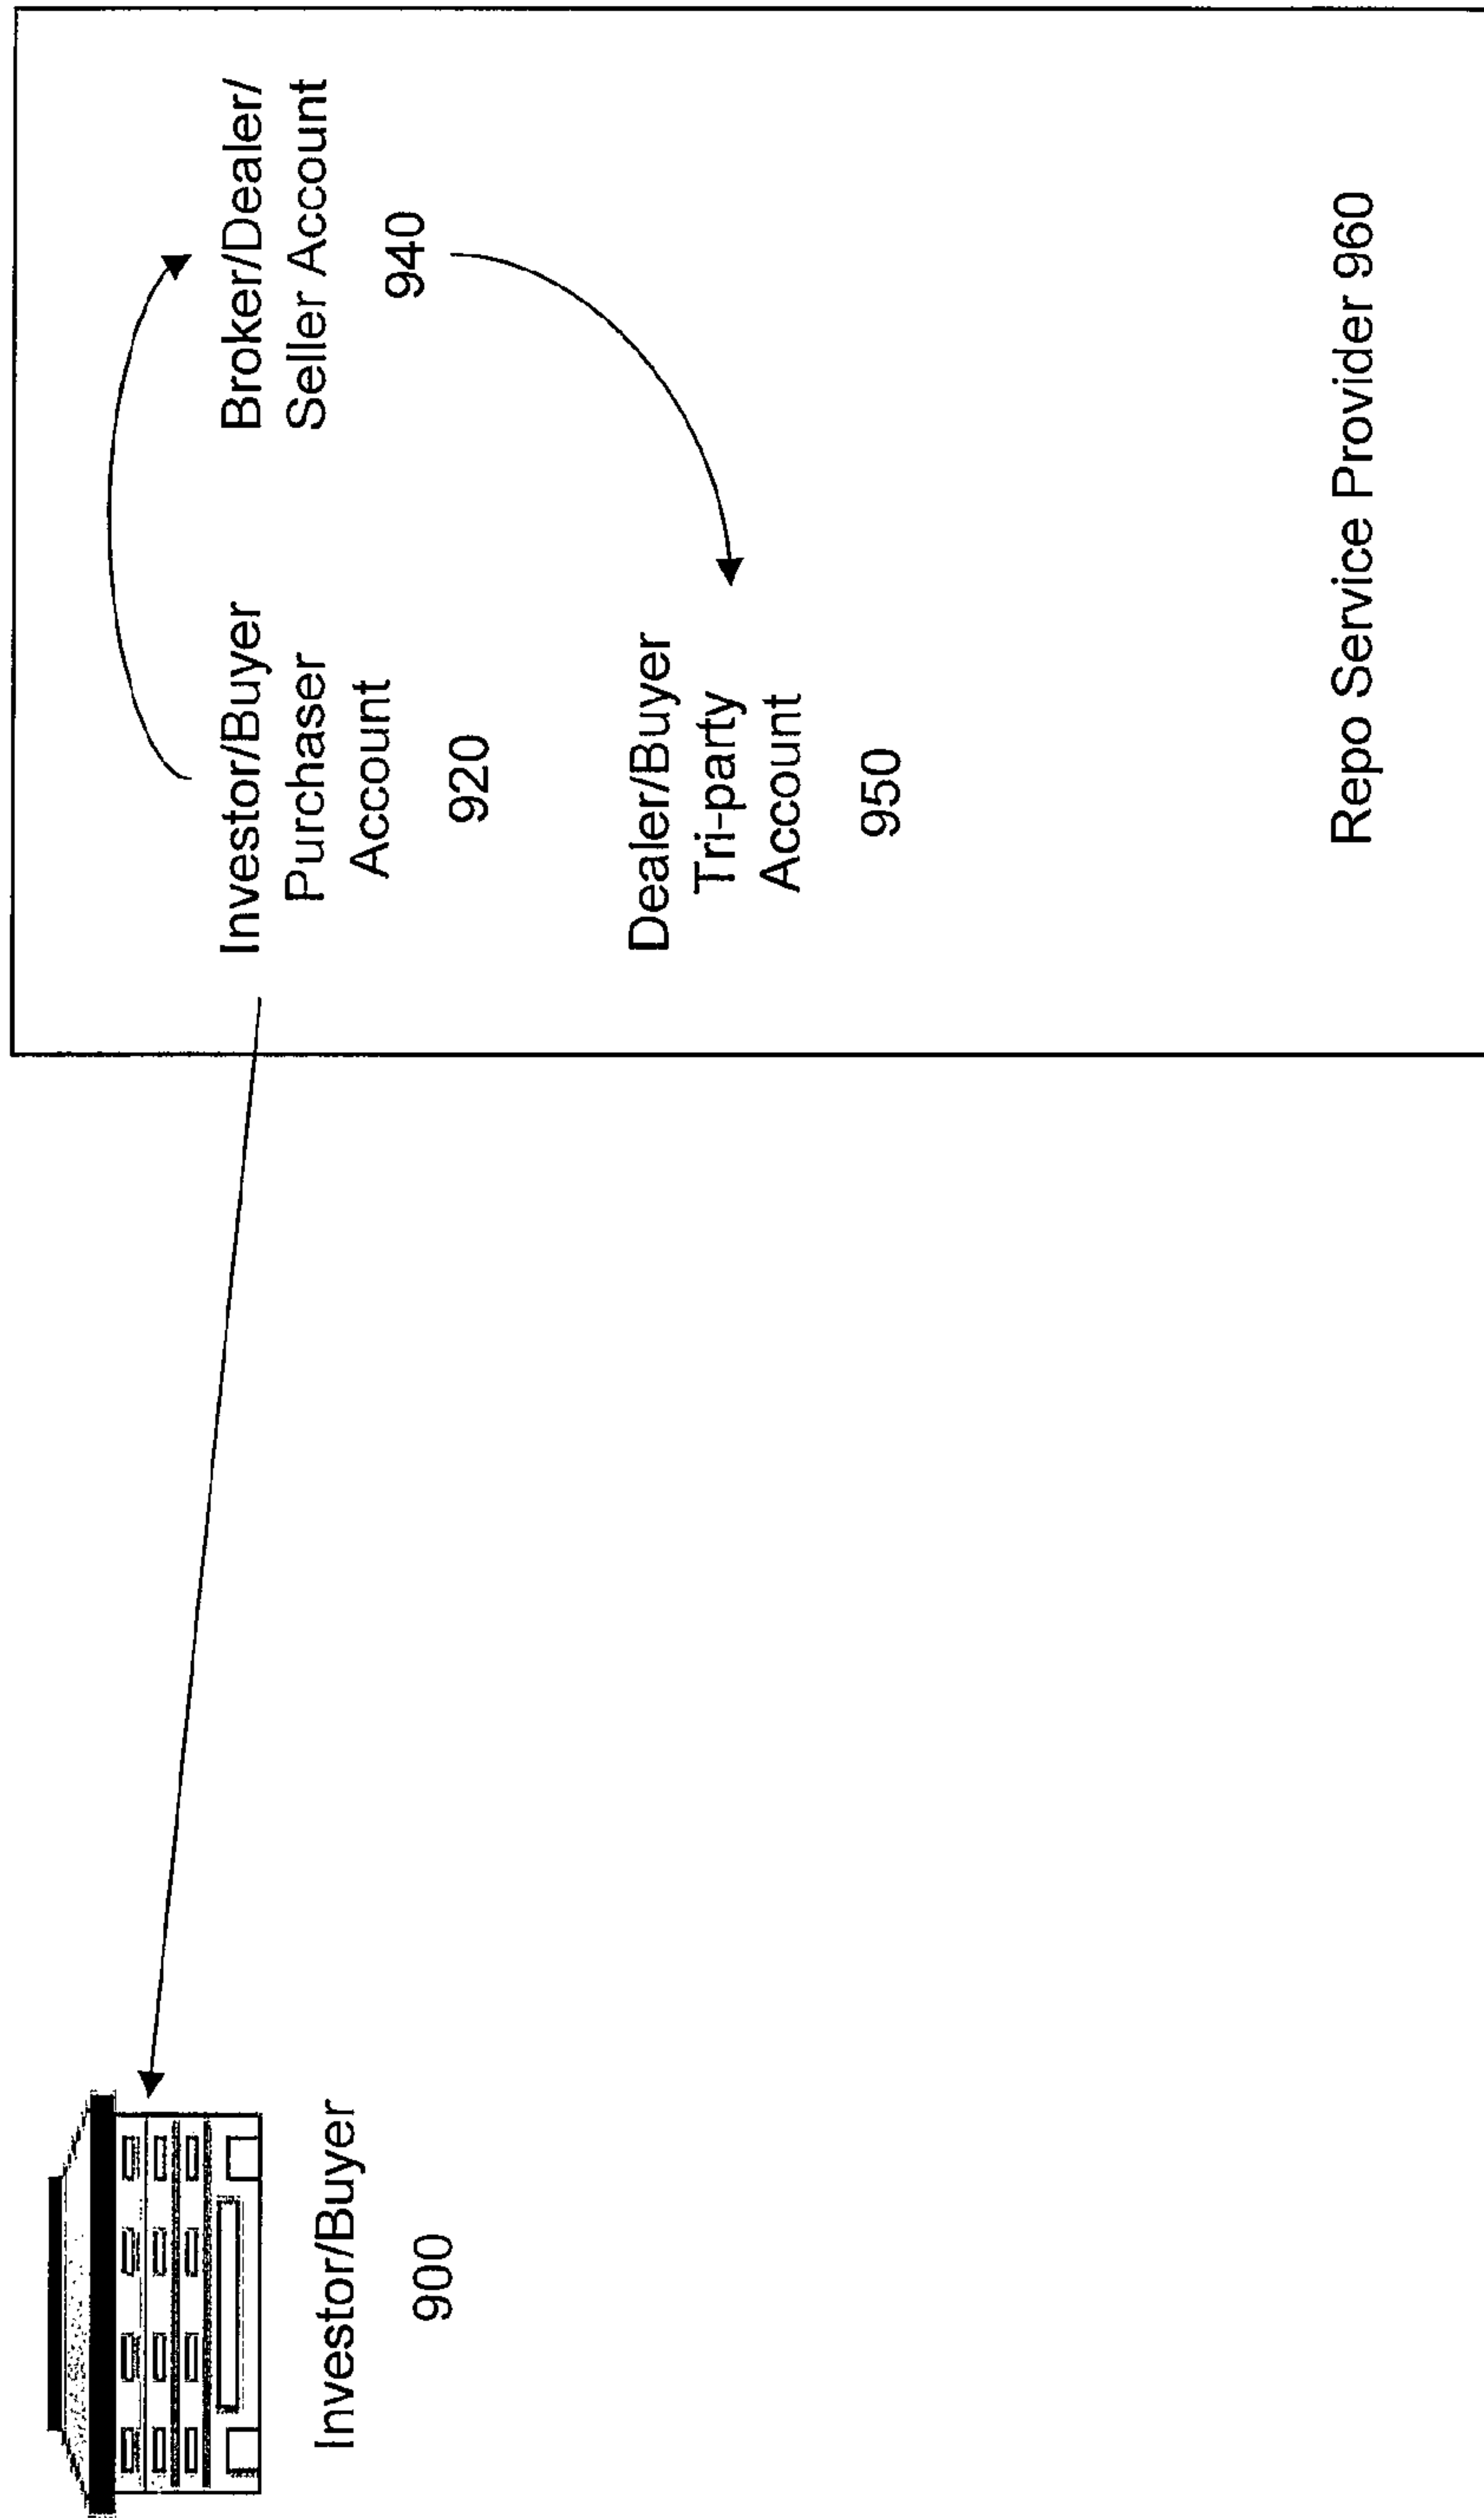 Investor/Buyer
900
Investor/Buyer
Purchaser
Account
920
Broker/Dealer/
Seller Account
940
Dealer/Buyer
Tri-party
Account
950
Repo Service Provider 960